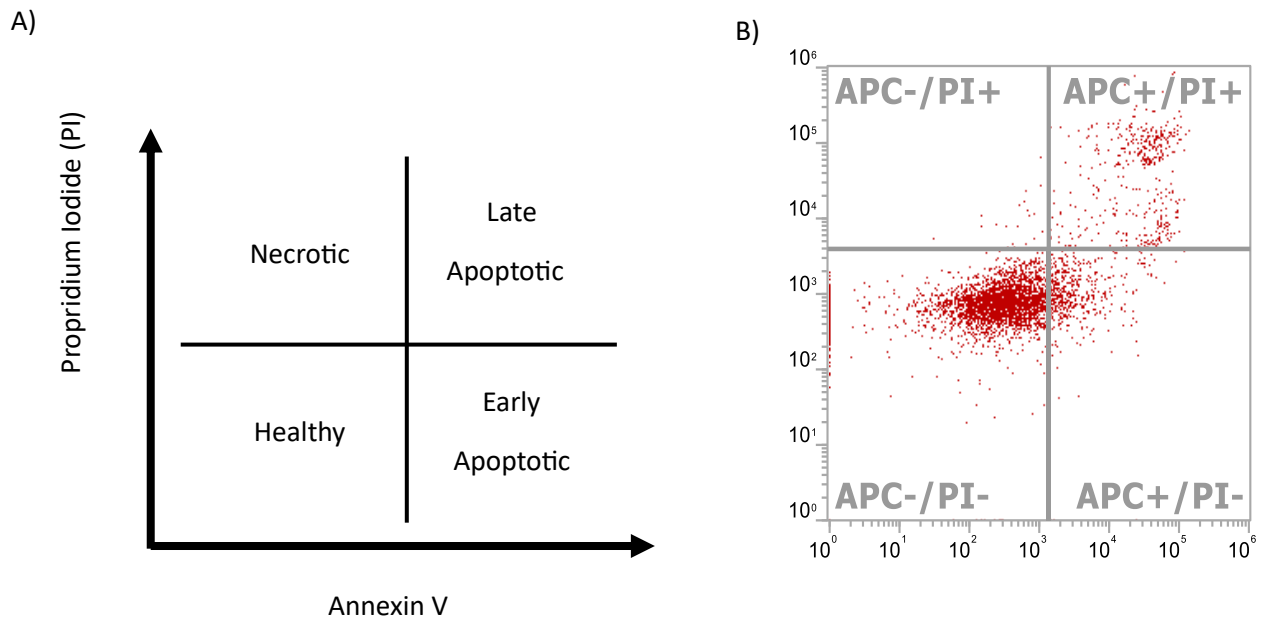 A)
Propridium Iodide (PI)
Necrotic
Late
Apoptotic
Healthy
Early
Apoptotic
Annexin V
B)
10⁶
10⁵
10⁴
10³
10²
10¹
10⁰
APC-/PI+
APC+/PI+
APC-/PI-
APC+/PI-
10⁰ 10¹ 10² 10³ 10⁴ 10⁵ 10⁶